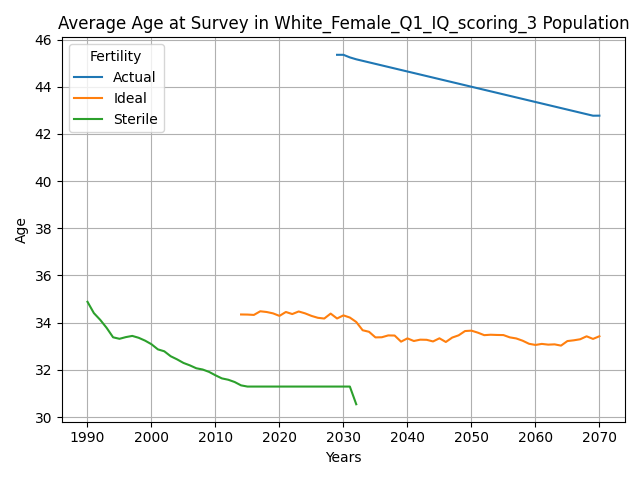 Average Age at Survey in White_Female_Q1_IQ_scoring_3 Population
46
44
42
40
38
36
34
32
30
Age
Fertility
Actual
Ideal
Sterile
1990 2000 2010 2020 2030 2040 2050 2060 2070
Years